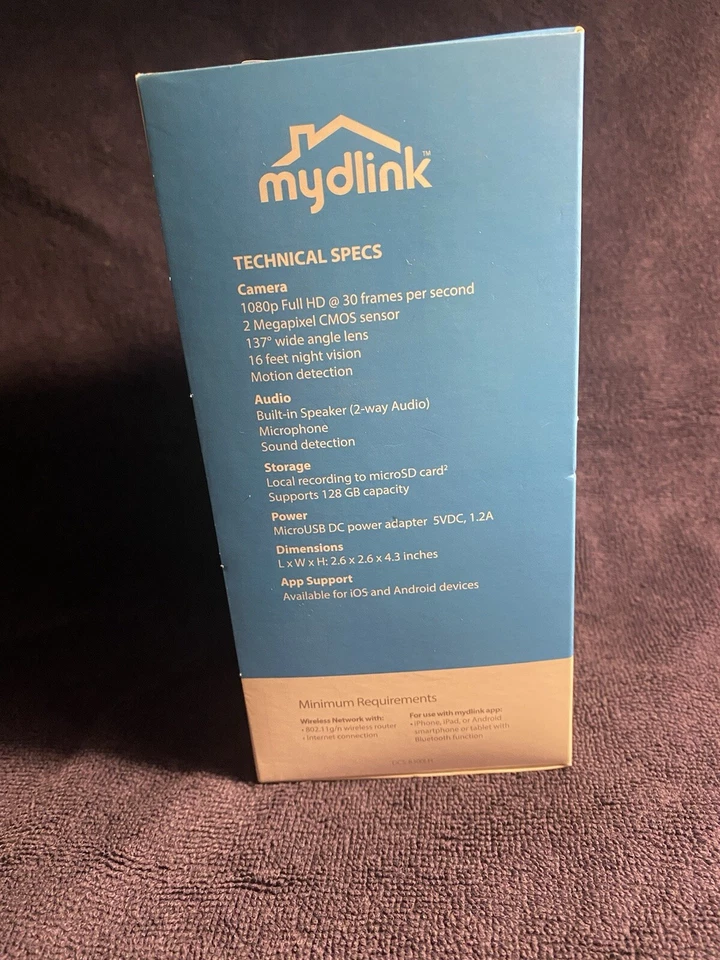 mydlink™
TECHNICAL SPECS
Camera
1080p Full HD @ 30 frames per second
2 Megapixel CMOS sensor
137° wide angle lens
16 feet night vision
Motion detection
Audio
Built-in Speaker (2-way Audio)
Microphone
Sound detection
Storage
Local recording to microSD card²
Supports 128 GB capacity
Power
MicroUSB DC power adapter 5VDC, 1.2A
Dimensions
L x W x H: 2.6 x 2.6 x 4.3 inches
App Support
Available for iOS and Android devices
Minimum Requirements
Wireless Network with:
• 802.11g/n wireless router
• Internet connection
For use with mydlink app:
• iPhone, iPad, or Android
smartphone or tablet with
Bluetooth function